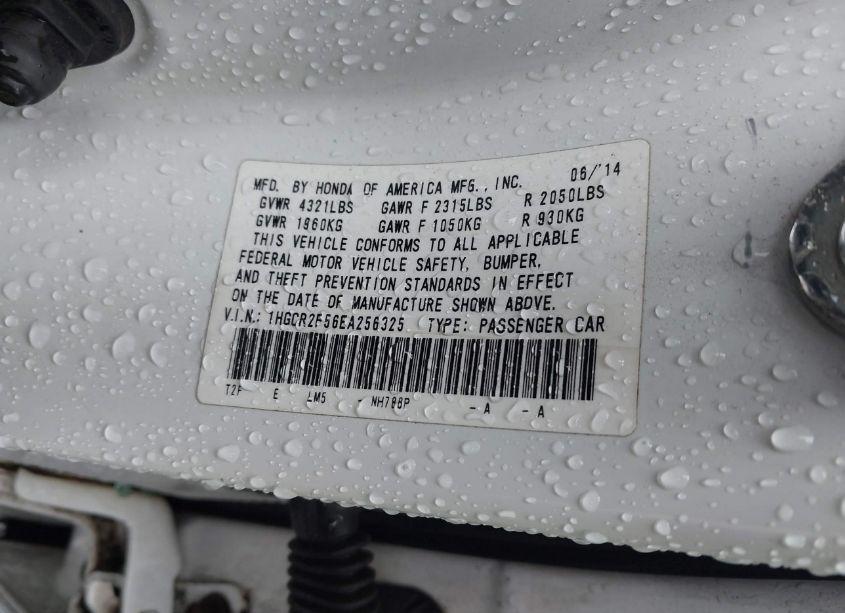 MFD. BY HONDA OF AMERICA MFG., INC. 06/'14
GVWR 4321LBS GAWR F 2315LBS R 2050LBS
GVWR 1960KG GAWR F 1050KG R 930KG
THIS VEHICLE CONFORMS TO ALL APPLICABLE
FEDERAL MOTOR VEHICLE SAFETY, BUMPER,
AND THEFT PREVENTION STANDARDS IN EFFECT
ON THE DATE OF MANUFACTURE SHOWN ABOVE.
V.I.N.: 1HGCR2F56EA256325 TYPE: PASSENGER CAR
T2F E LM5 - NH788P - A - A